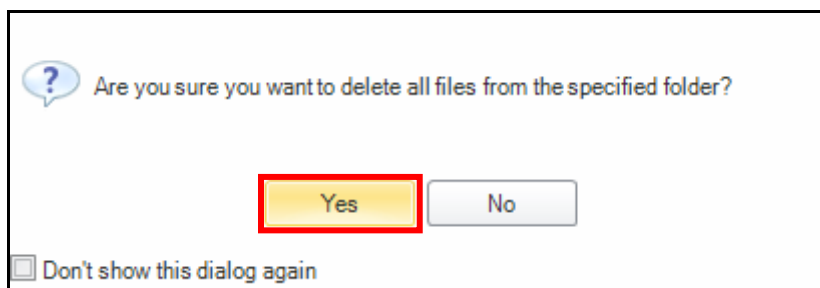 Are you sure you want to delete all files from the specified folder?
Yes
No
Don't show this dialog again